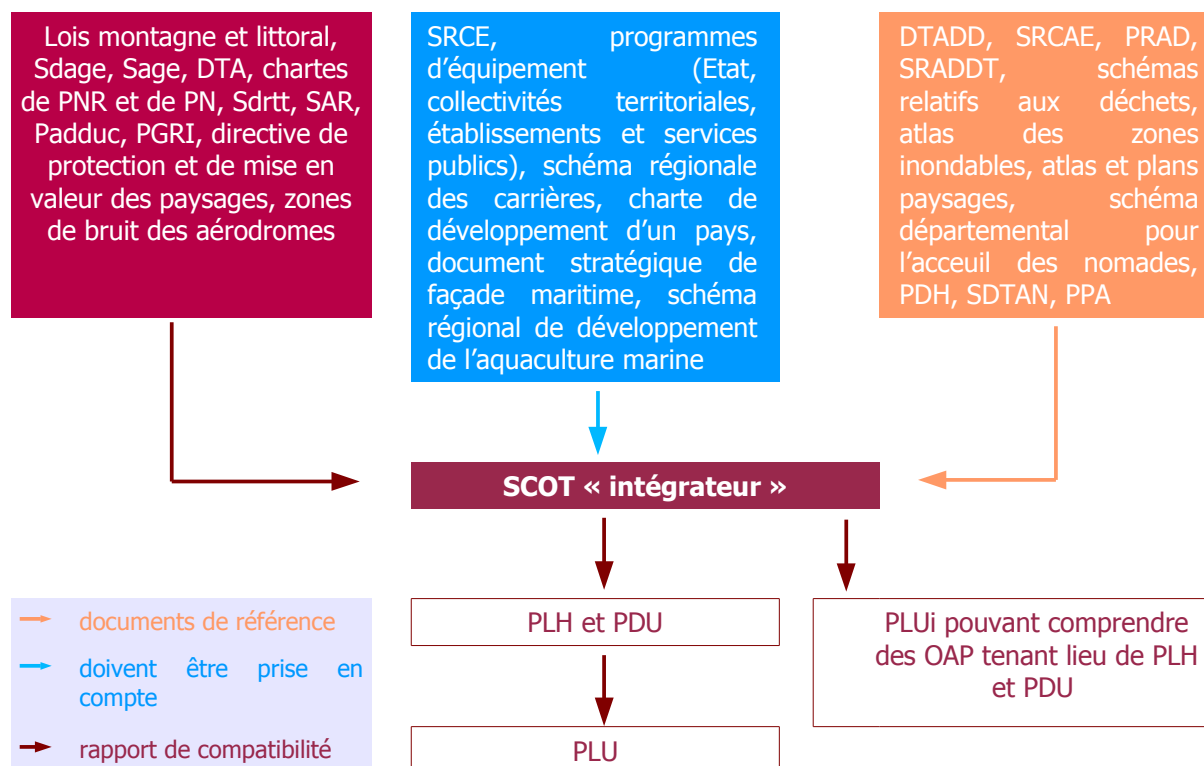 Lois montagne et littoral,
Sdage, Sage, DTA, chartes
de PNR et de PN, Sdrtt, SAR,
Padduc, PGRI, directive de
protection et de mise en
valeur des paysages, zones
de bruit des aérodromes
SRCE, programmes
d’équipement (Etat,
collectivités territoriales,
établissements et services
publics), schéma régionale
des carrières, charte de
développement d’un pays,
document stratégique de
façade maritime, schéma
régional de développement
de l’aquaculture marine
DTADD, SRCAE, PRAD,
SRADDT, schémas
relatifs aux déchets,
atlas des zones
inondables, atlas et plans
paysages, schéma
départemental pour
l’acceuil des nomades,
PDH, SDTAN, PPA
SCOT « intégrateur »
PLH et PDU
PLUi pouvant comprendre
des OAP tenant lieu de PLH
et PDU
PLU
documents de référence
doivent être prise en
compte
rapport de compatibilité